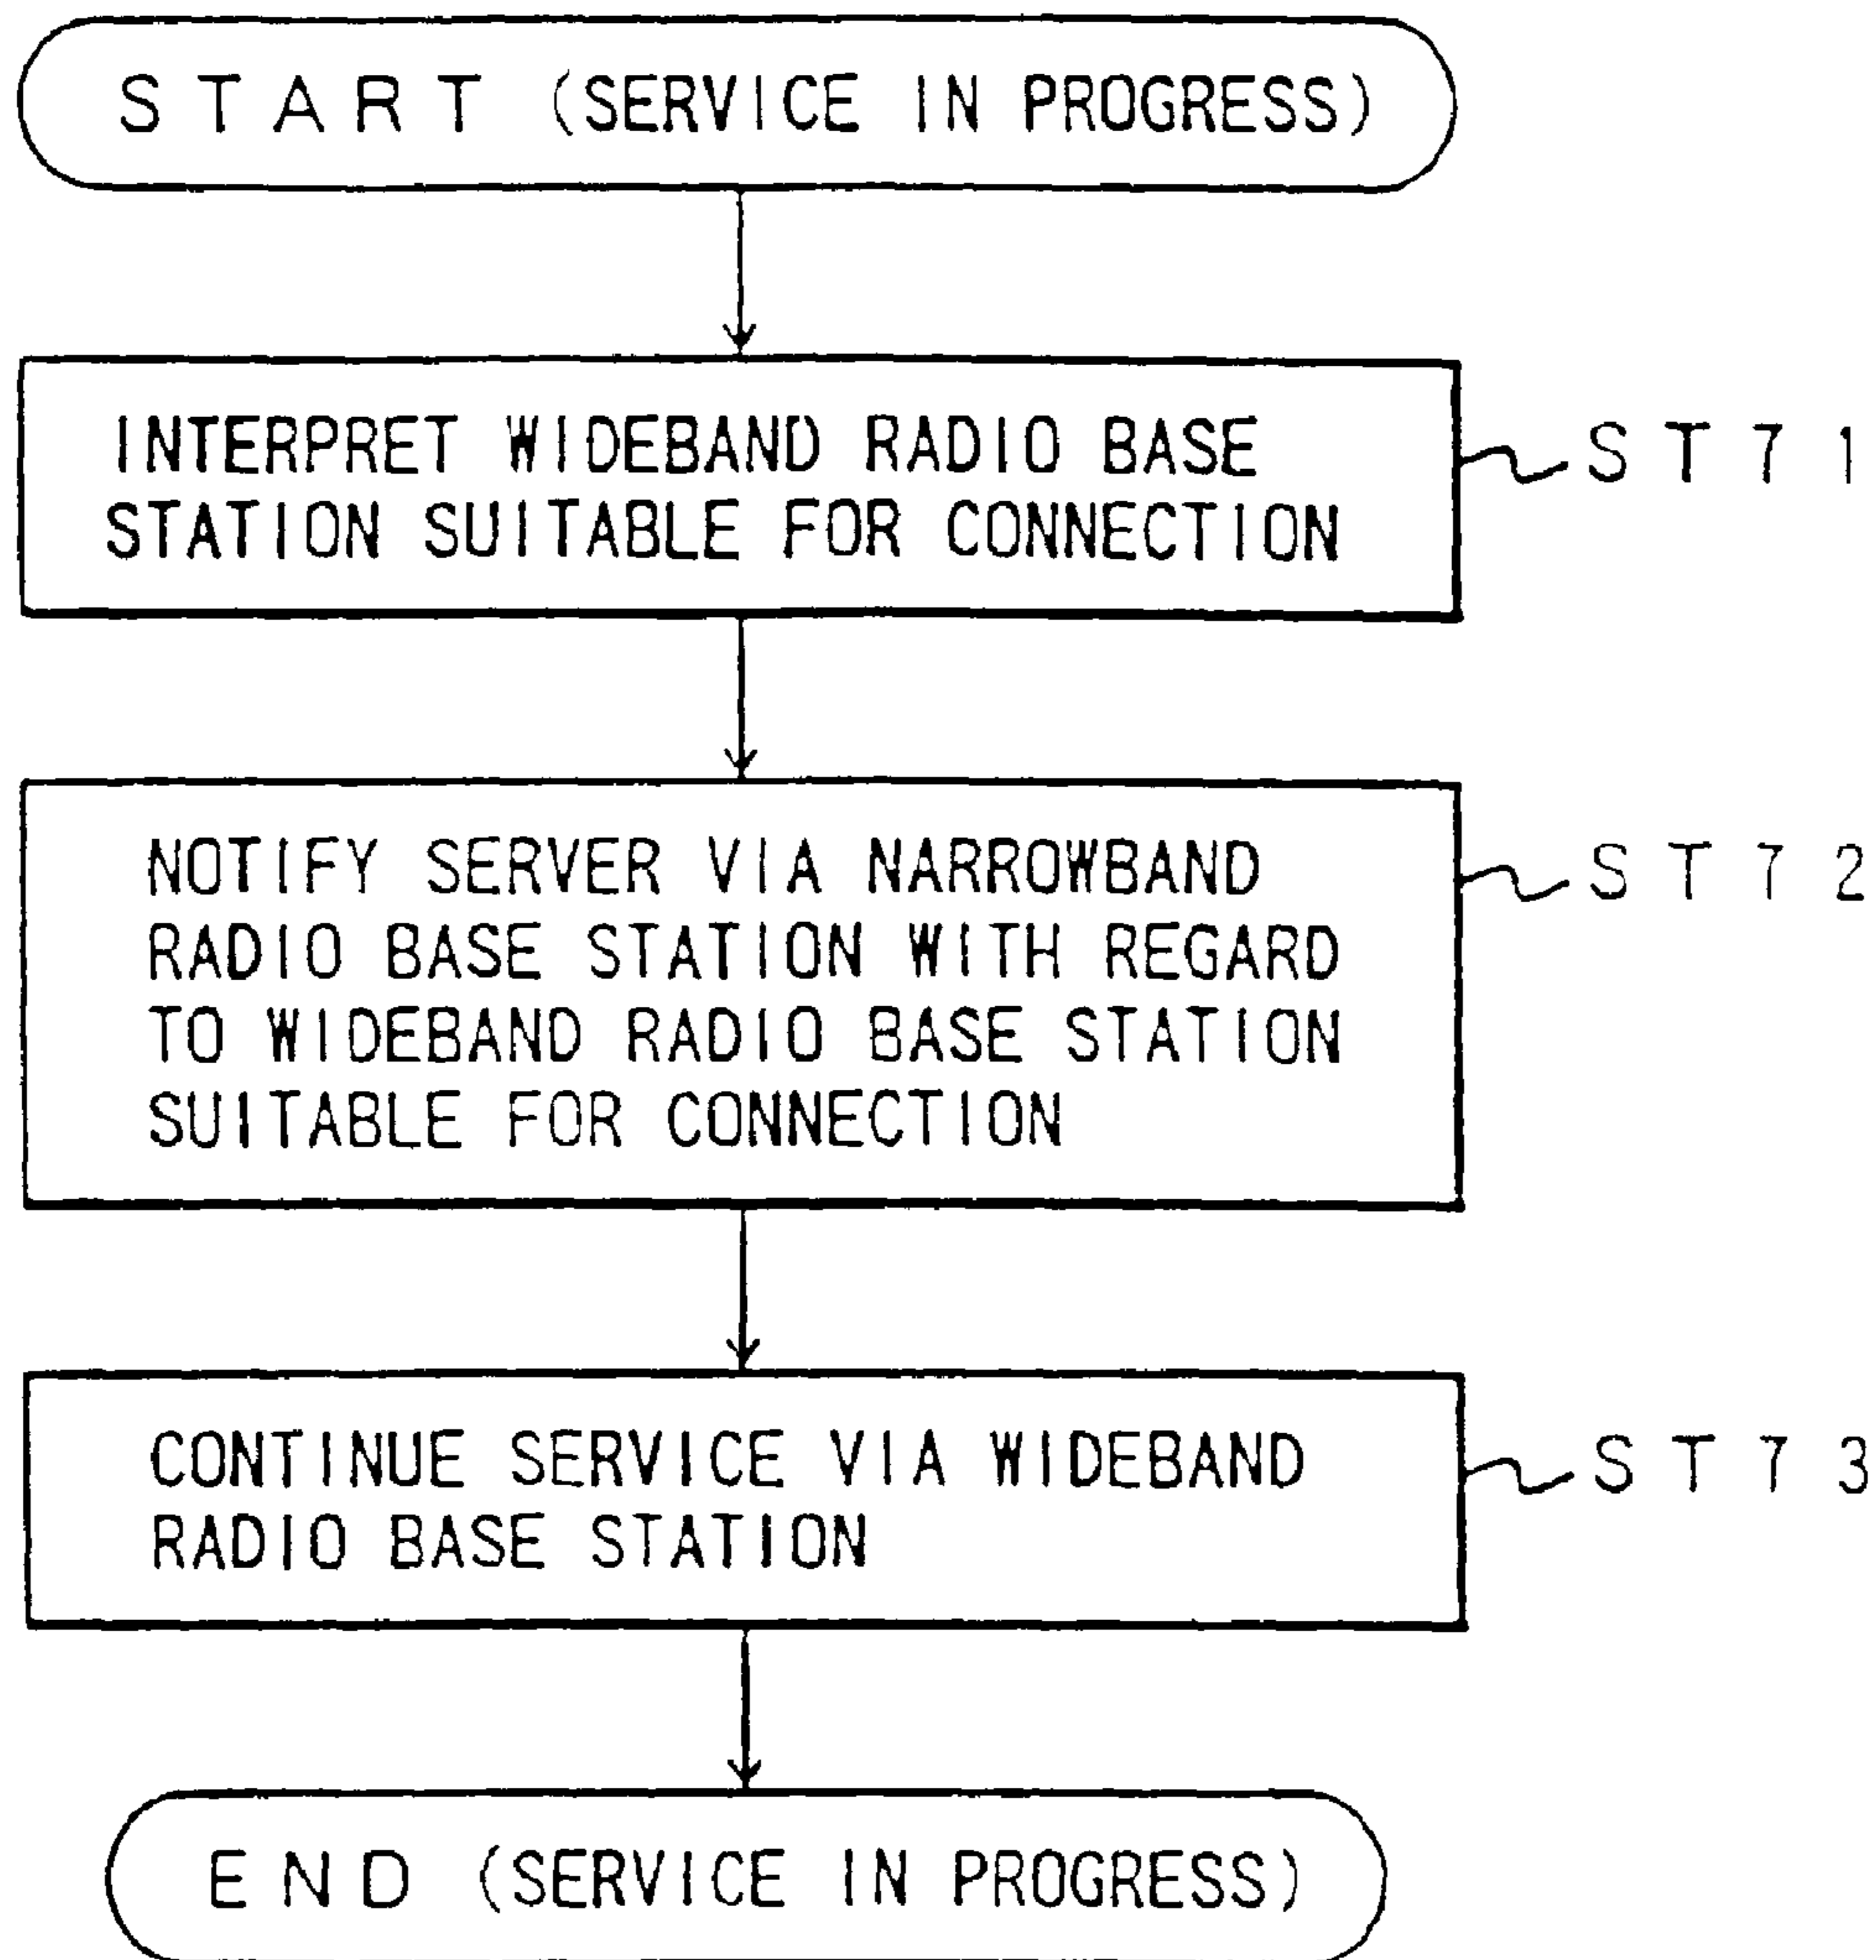 START (SERVICE IN PROGRESS)
INTERPRET WIDEBAND RADIO BASE
STATION SUITABLE FOR CONNECTION
ST71
NOTIFY SERVER VIA NARROWBAND
RADIO BASE STATION WITH REGARD
TO WIDEBAND RADIO BASE STATION
SUITABLE FOR CONNECTION
ST72
CONTINUE SERVICE VIA WIDEBAND
RADIO BASE STATION
ST73
END (SERVICE IN PROGRESS)